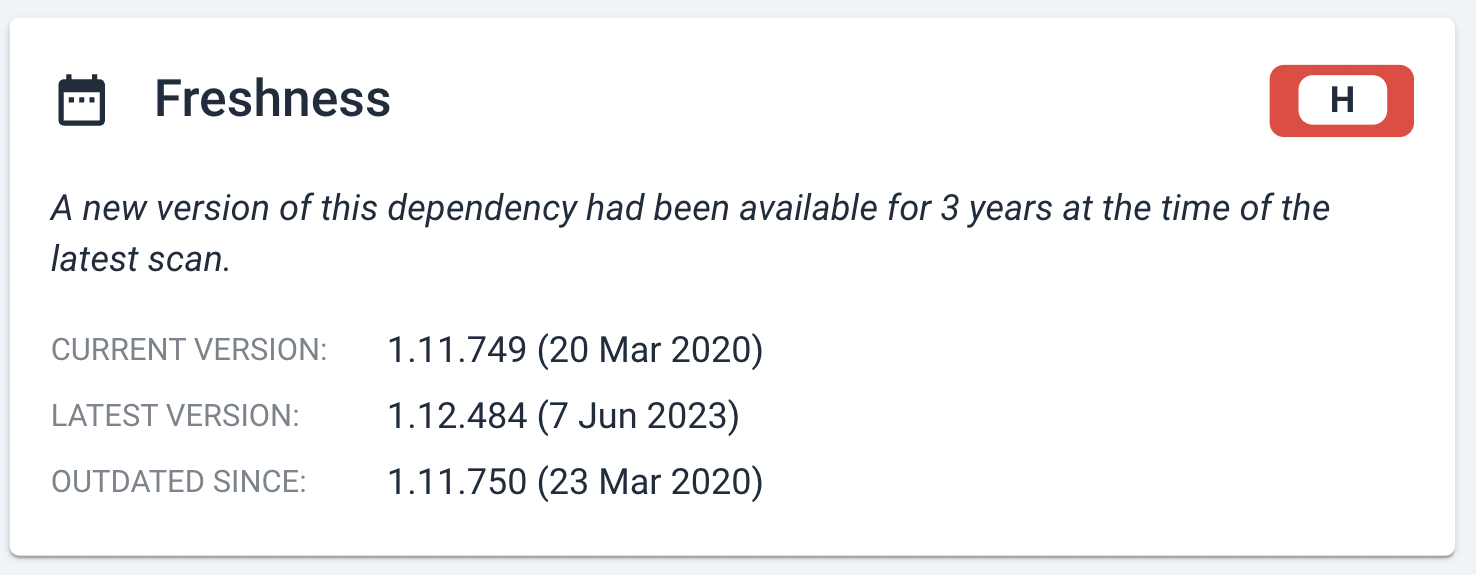 Freshness
H
A new version of this dependency had been available for 3 years at the time of the
latest scan.
CURRENT VERSION: 1.11.749 (20 Mar 2020)
LATEST VERSION: 1.12.484 (7 Jun 2023)
OUTDATED SINCE: 1.11.750 (23 Mar 2020)